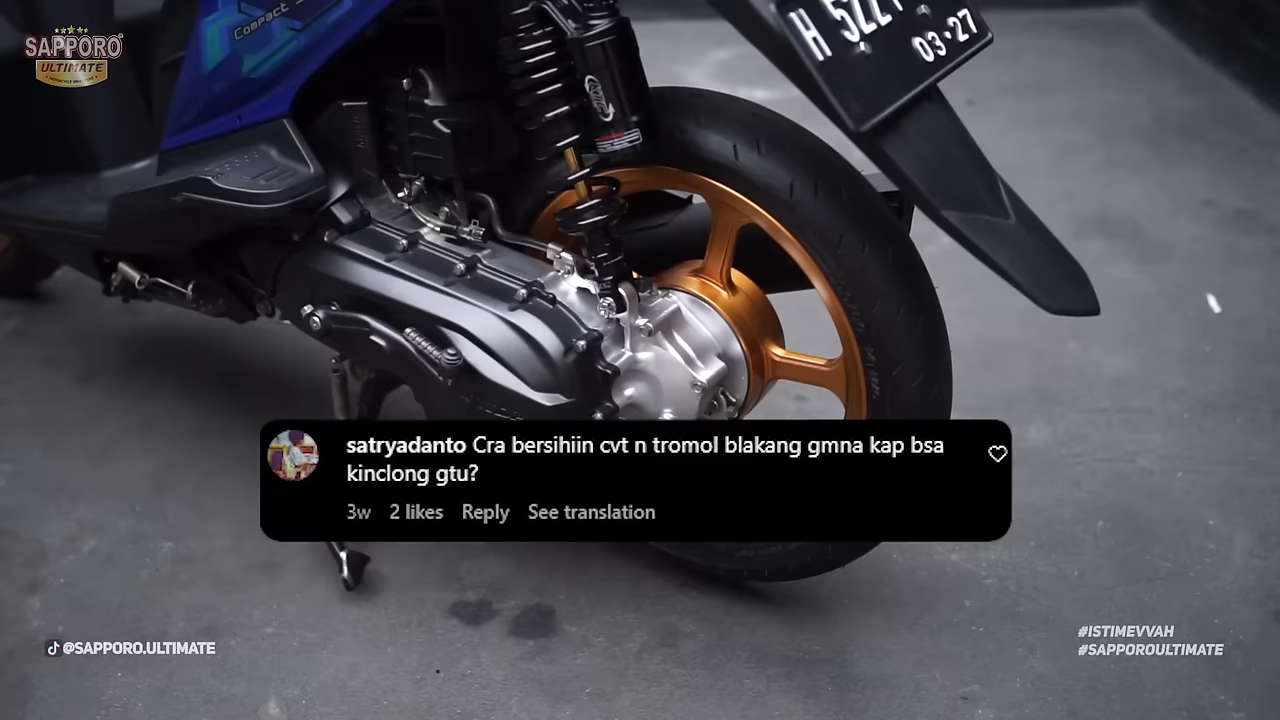 SAPPORO
ULTIMATE
Compact
H 5221
03·27
satryadanto Cra bersihiin cvt n tromol blakang gmna kap bsa
kinclong gtu?
3w 2 likes Reply See translation
@SAPPORO.ULTIMATE
#ISTIMEVVAH
#SAPPOROULTIMATE